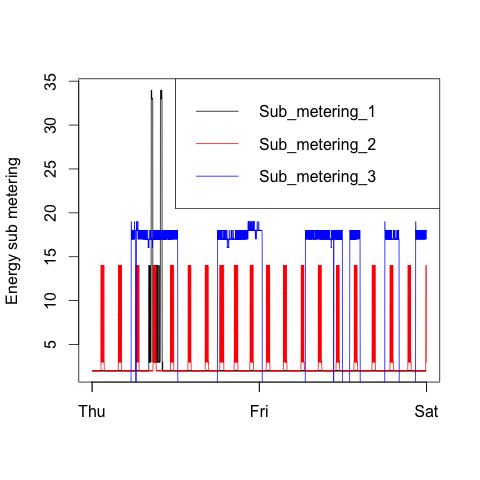 Energy sub metering
35
30
25
20
15
10
5
Sub_metering_1
Sub_metering_2
Sub_metering_3
Thu Fri Sat